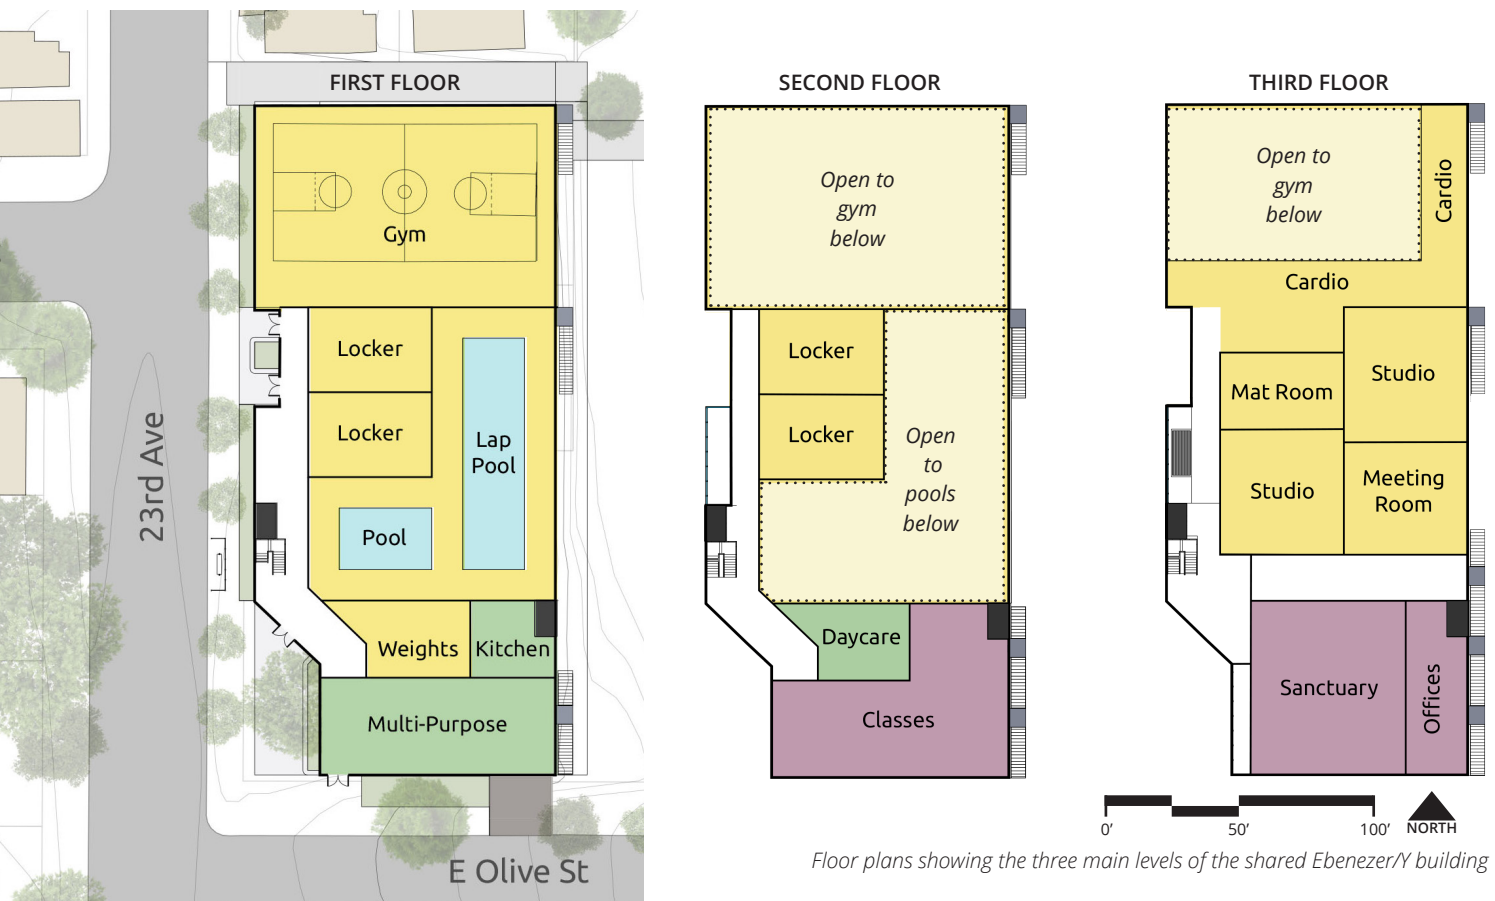 FIRST FLOOR
Gym
Locker
Locker
Lap
Pool
Pool
Weights
Kitchen
Multi-Purpose
23rd Ave
E Olive St
SECOND FLOOR
Open to
gym
below
Locker
Locker
Open
to
pools
below
Daycare
Classes
THIRD FLOOR
Open to
gym
below
Cardio
Cardio
Mat Room
Studio
Studio
Meeting
Room
Sanctuary
Offices
0’ 50’ 100’
NORTH
Floor plans showing the three main levels of the shared Ebenezer/Y building